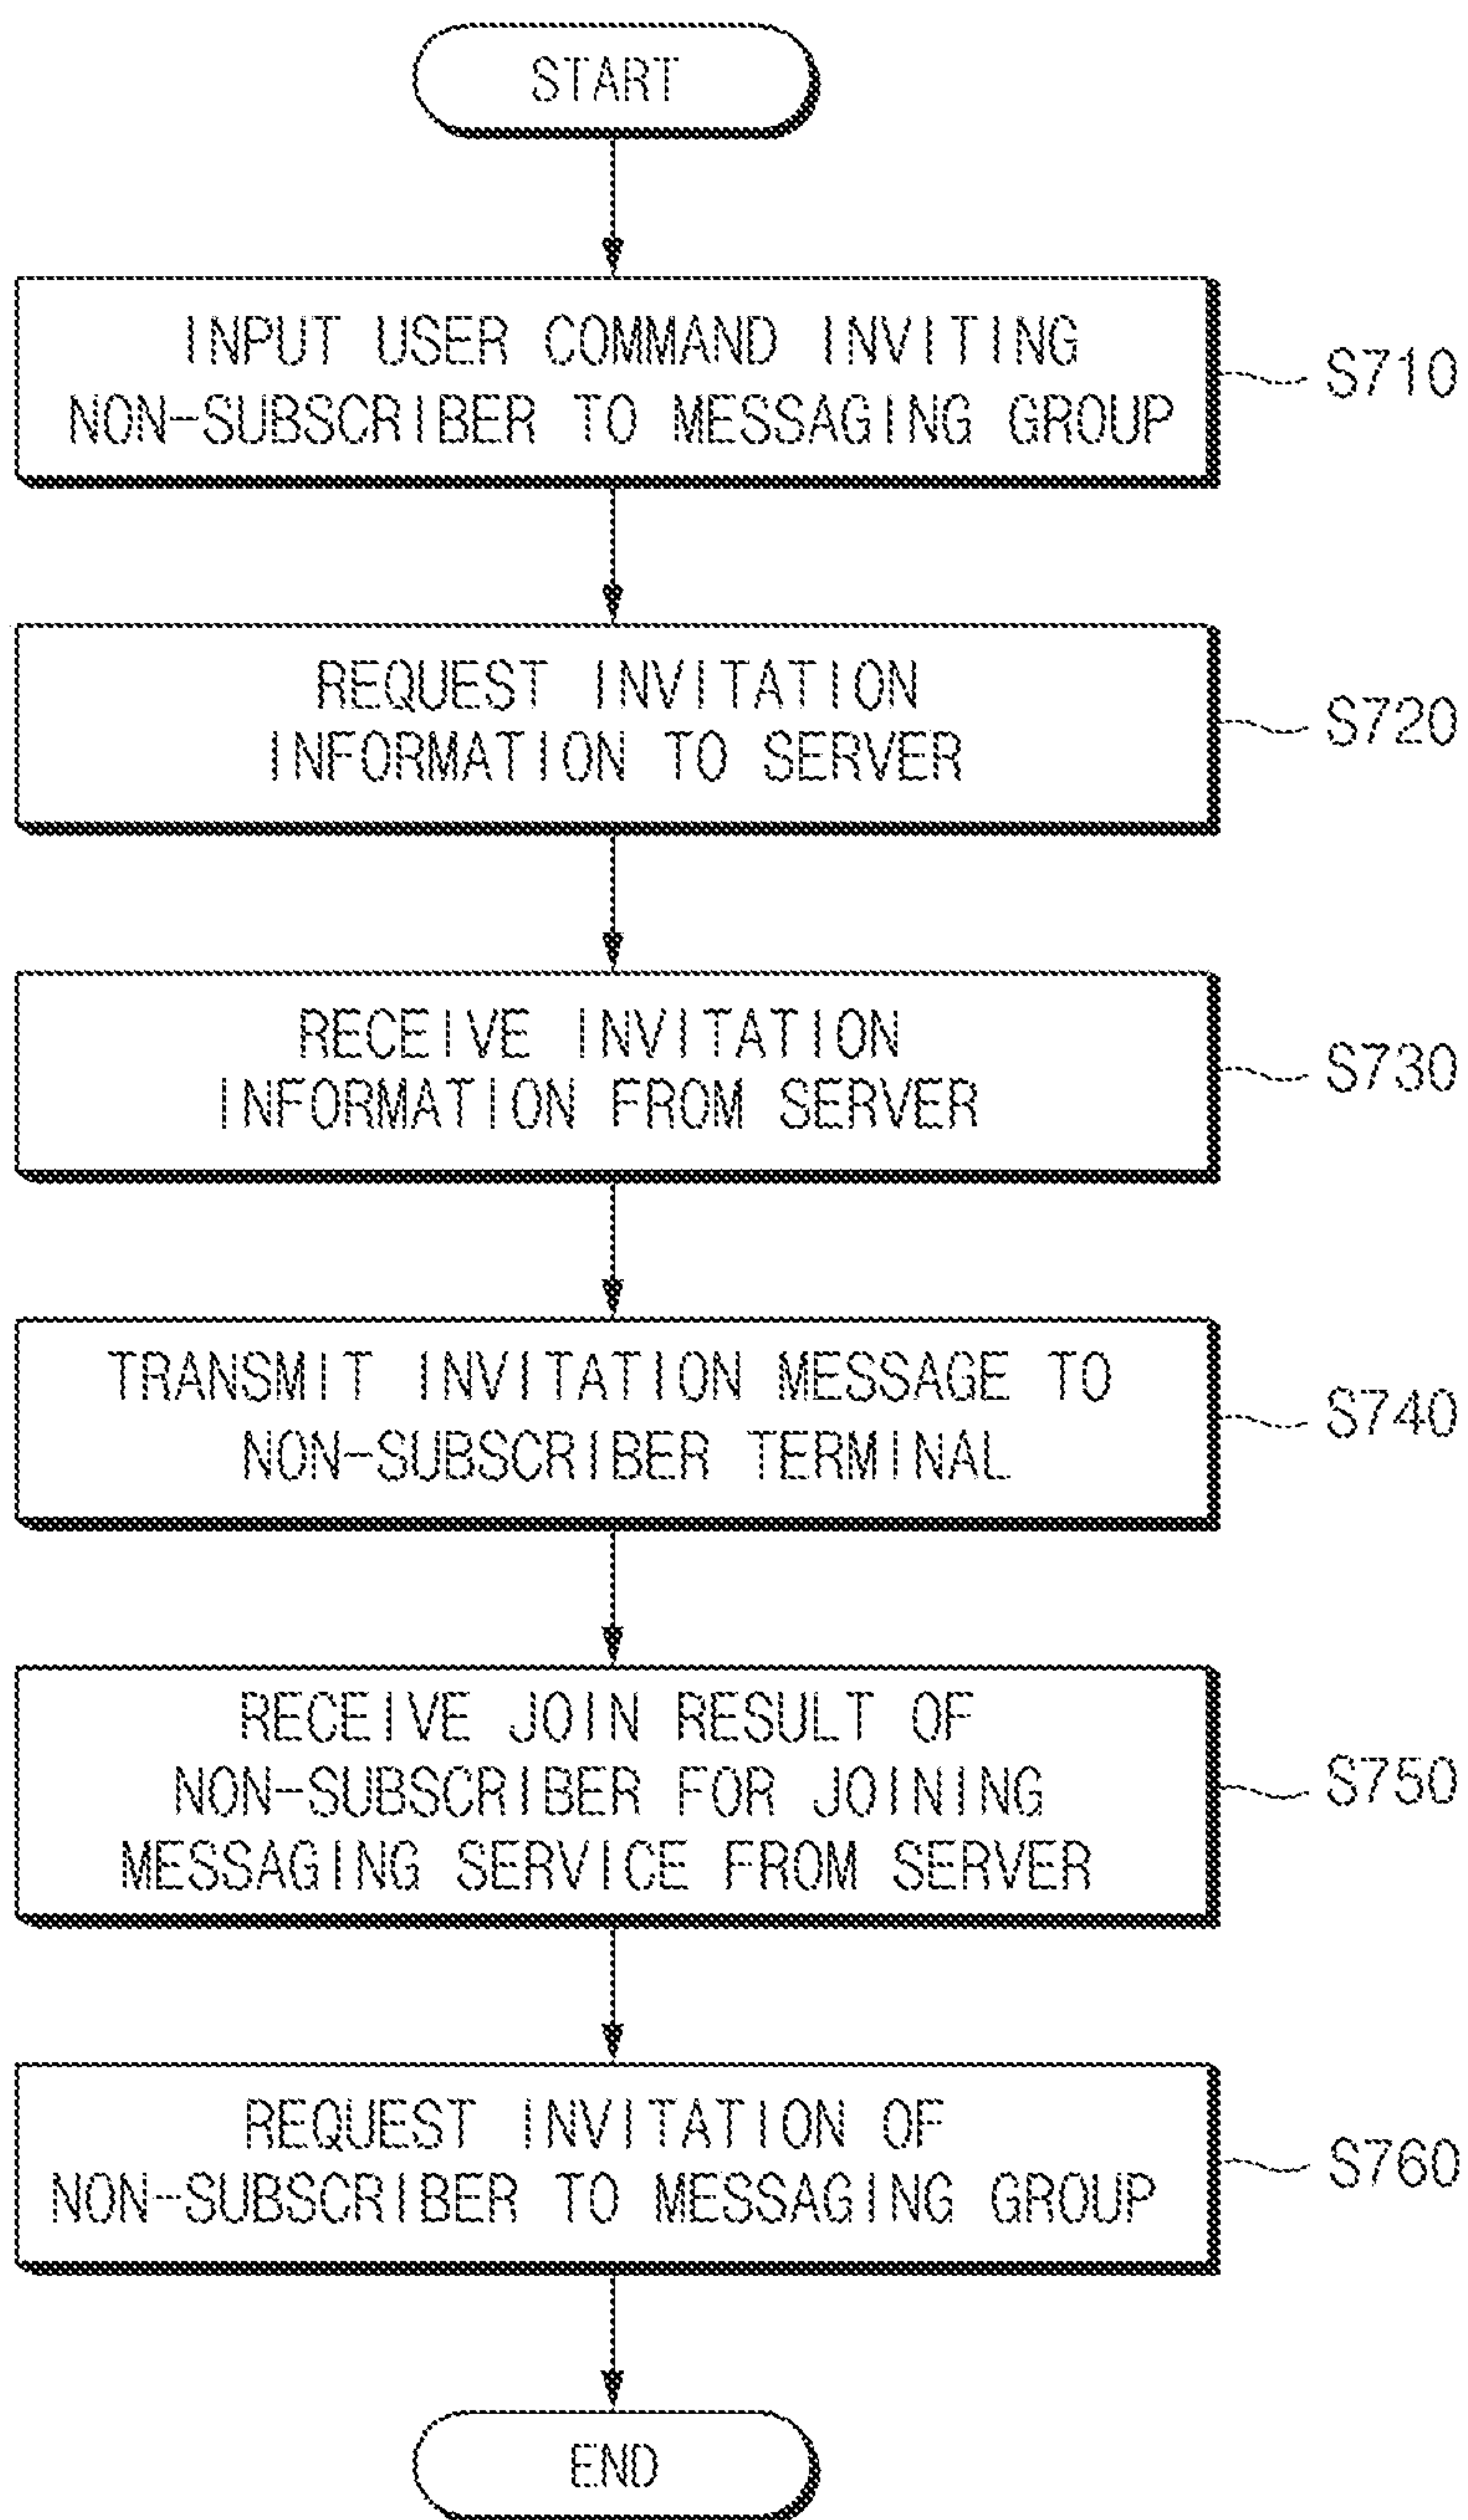 START
INPUT USER COMMAND INVITING
NON-SUBSCRIBER TO MESSAGING GROUP
S710
REQUEST INVITATION
INFORMATION TO SERVER
S720
RECEIVE INVITATION
INFORMATION FROM SERVER
S730
TRANSMIT INVITATION MESSAGE TO
NON-SUBSCRIBER TERMINAL
S740
RECEIVE JOIN RESULT OF
NON-SUBSCRIBER FOR JOINING
MESSAGING SERVICE FROM SERVER
S750
REQUEST INVITATION OF
NON-SUBSCRIBER TO MESSAGING GROUP
S760
END